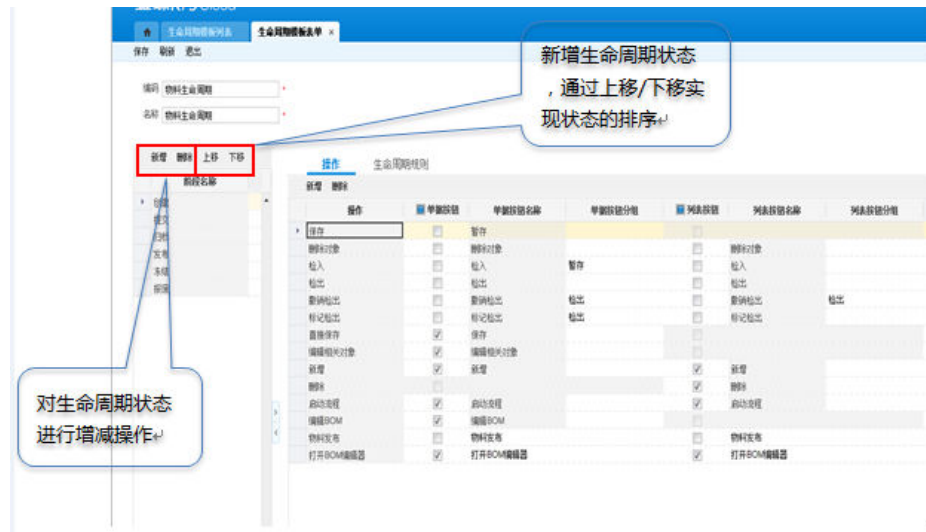 生命周期模板列表 生命周期模板表单 ×
保存 刷新 退出
新增生命周期状态
，通过上移/下移实
现状态的排序
编码 物料生命周期 *
名称 物料生命周期 *
新增 删除 上移 下移
操作 生命周期规则
阶段名称
新增 删除
操作 单据按钮 单据按钮名称 单据按钮分组 列表按钮 列表按钮名称 列表按钮分组
保存 暂存
删除对象 删除对象 删除对象
检入 检入 暂存 检入
检出 检出 检出
撤销检出 撤销检出 检出 撤销检出 检出
标记检出 标记检出 检出 标记检出
直接保存 保存
编辑相关对象 编辑相关对象
新增 新增 新增
删除 删除
启动流程 启动流程 启动流程
编辑BOM 编辑BOM
物料发布 物料发布 物料发布
打开BOM编辑器 打开BOM编辑器 打开BOM编辑器
对生命周期状态
进行增减操作